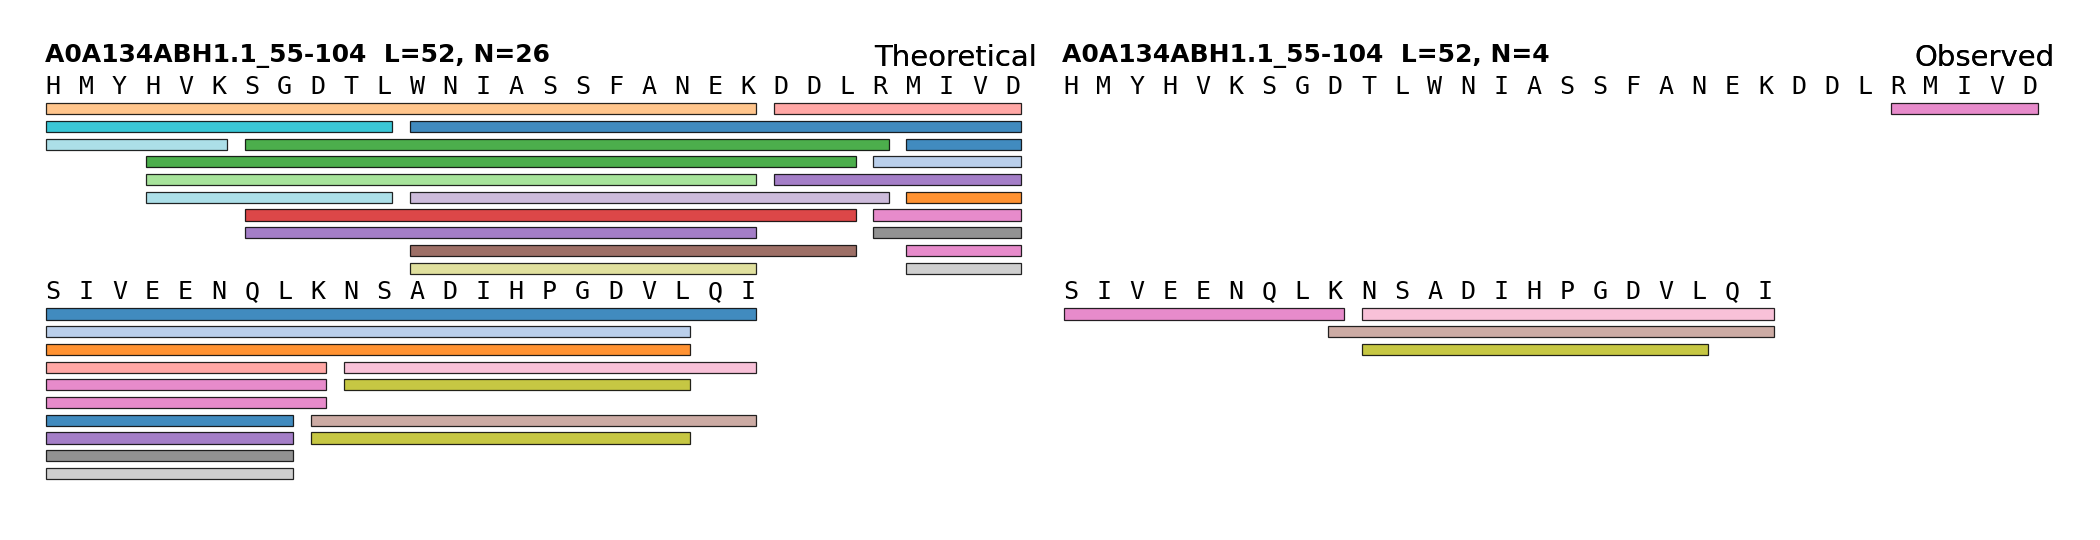 A0A134ABH1.1_55-104 L=52, N=26 Theoretical
H M Y H V K S G D T L W N I A S S F A N E K D D L R M I V D
S I V E E N Q L K N S A D I H P G D V L Q I
A0A134ABH1.1_55-104 L=52, N=4 Observed
H M Y H V K S G D T L W N I A S S F A N E K D D L R M I V D
S I V E E N Q L K N S A D I H P G D V L Q I